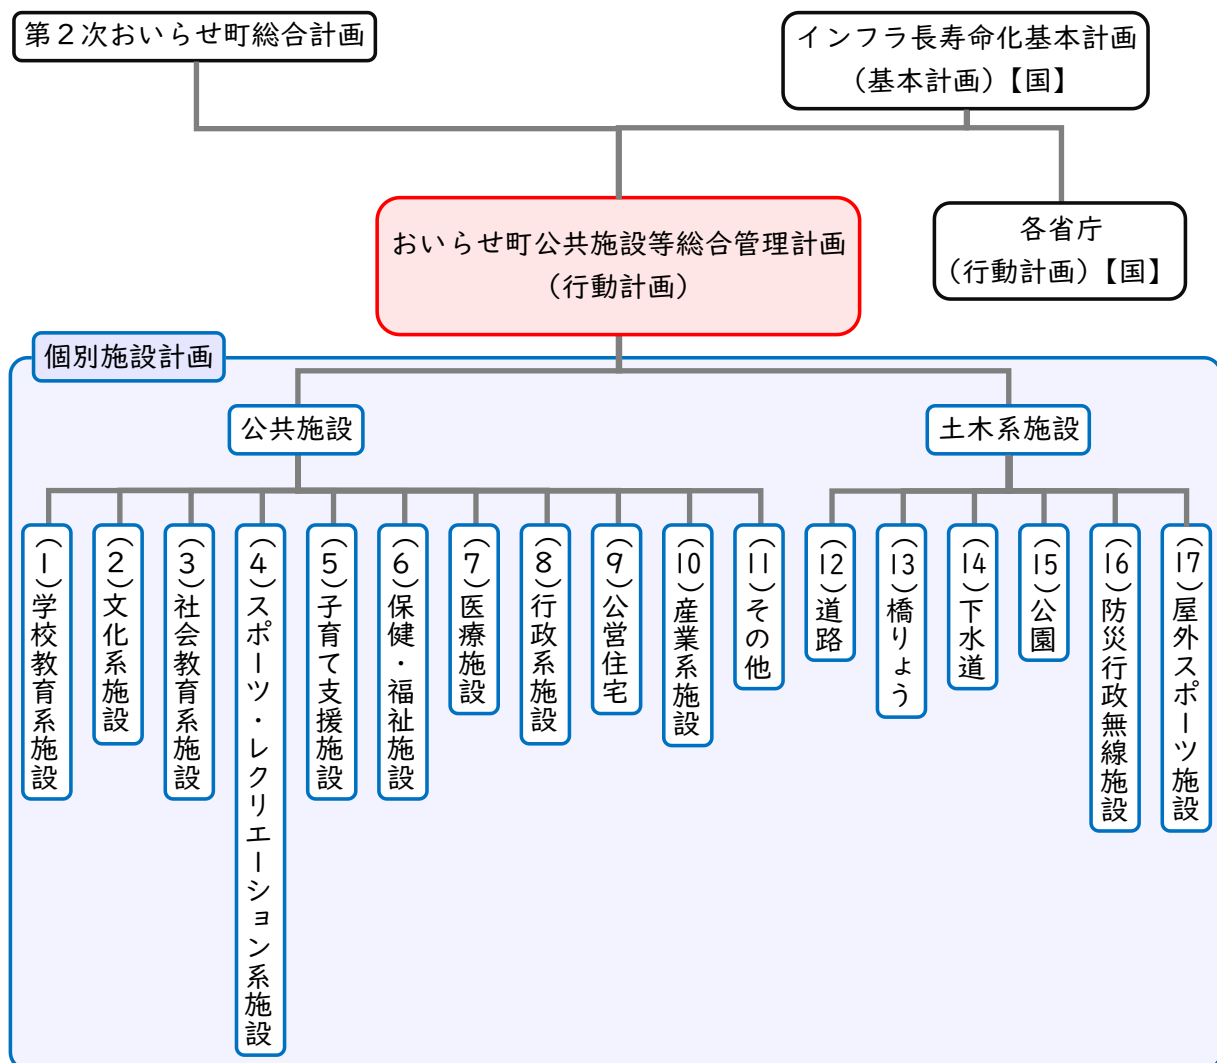 第２次おいらせ町総合計画
インフラ長寿命化基本計画
（基本計画）【国】
おいらせ町公共施設等総合管理計画
（行動計画）
各省庁
（行動計画）【国】
個別施設計画
公共施設
土木系施設
（１）学校教育系施設
（２）文化系施設
（３）社会教育系施設
（４）スポーツ・レクリエーション系施設
（５）子育て支援施設
（６）保健・福祉施設
（７）医療施設
（８）行政系施設
（９）公営住宅
（10）産業系施設
（11）その他
（12）道路
（13）橋りょう
（14）下水道
（15）公園
（16）防災行政無線施設
（17）屋外スポーツ施設